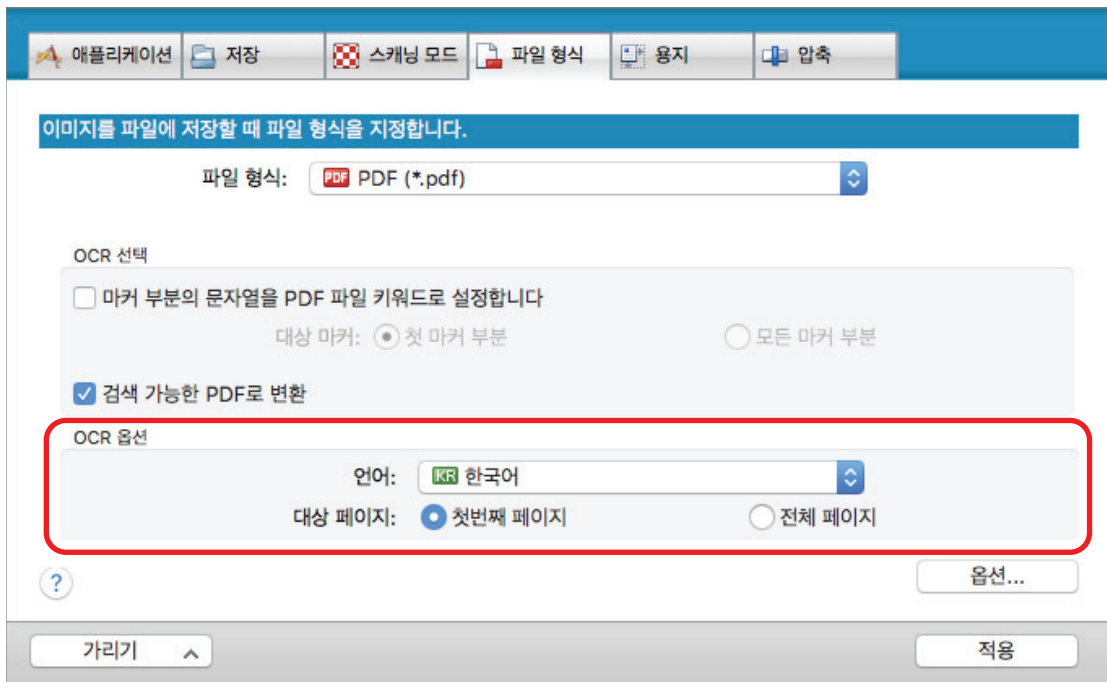 애플리케이션 저장 스캐닝 모드 파일 형식 용지 압축
이미지를 파일에 저장할 때 파일 형식을 지정합니다.
파일 형식: PDF PDF (*.pdf)
OCR 선택
마커 부분의 문자열을 PDF 파일 키워드로 설정합니다
대상 마커: 첫 마커 부분 모든 마커 부분
검색 가능한 PDF로 변환
OCR 옵션
언어: KR 한국어
대상 페이지: 첫번째 페이지 전체 페이지
? 옵션...
가리기 적용